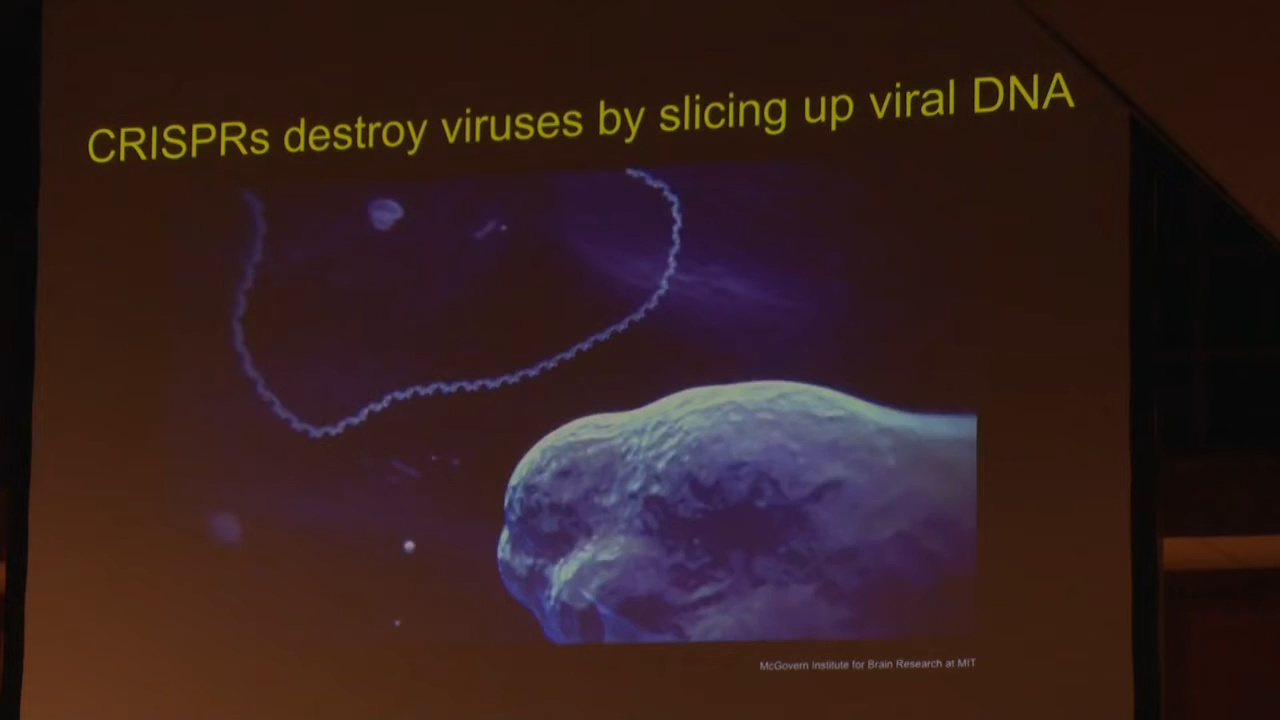 CRISPRs destroy viruses by slicing up viral DNA
McGovern Institute for Brain Research at MIT